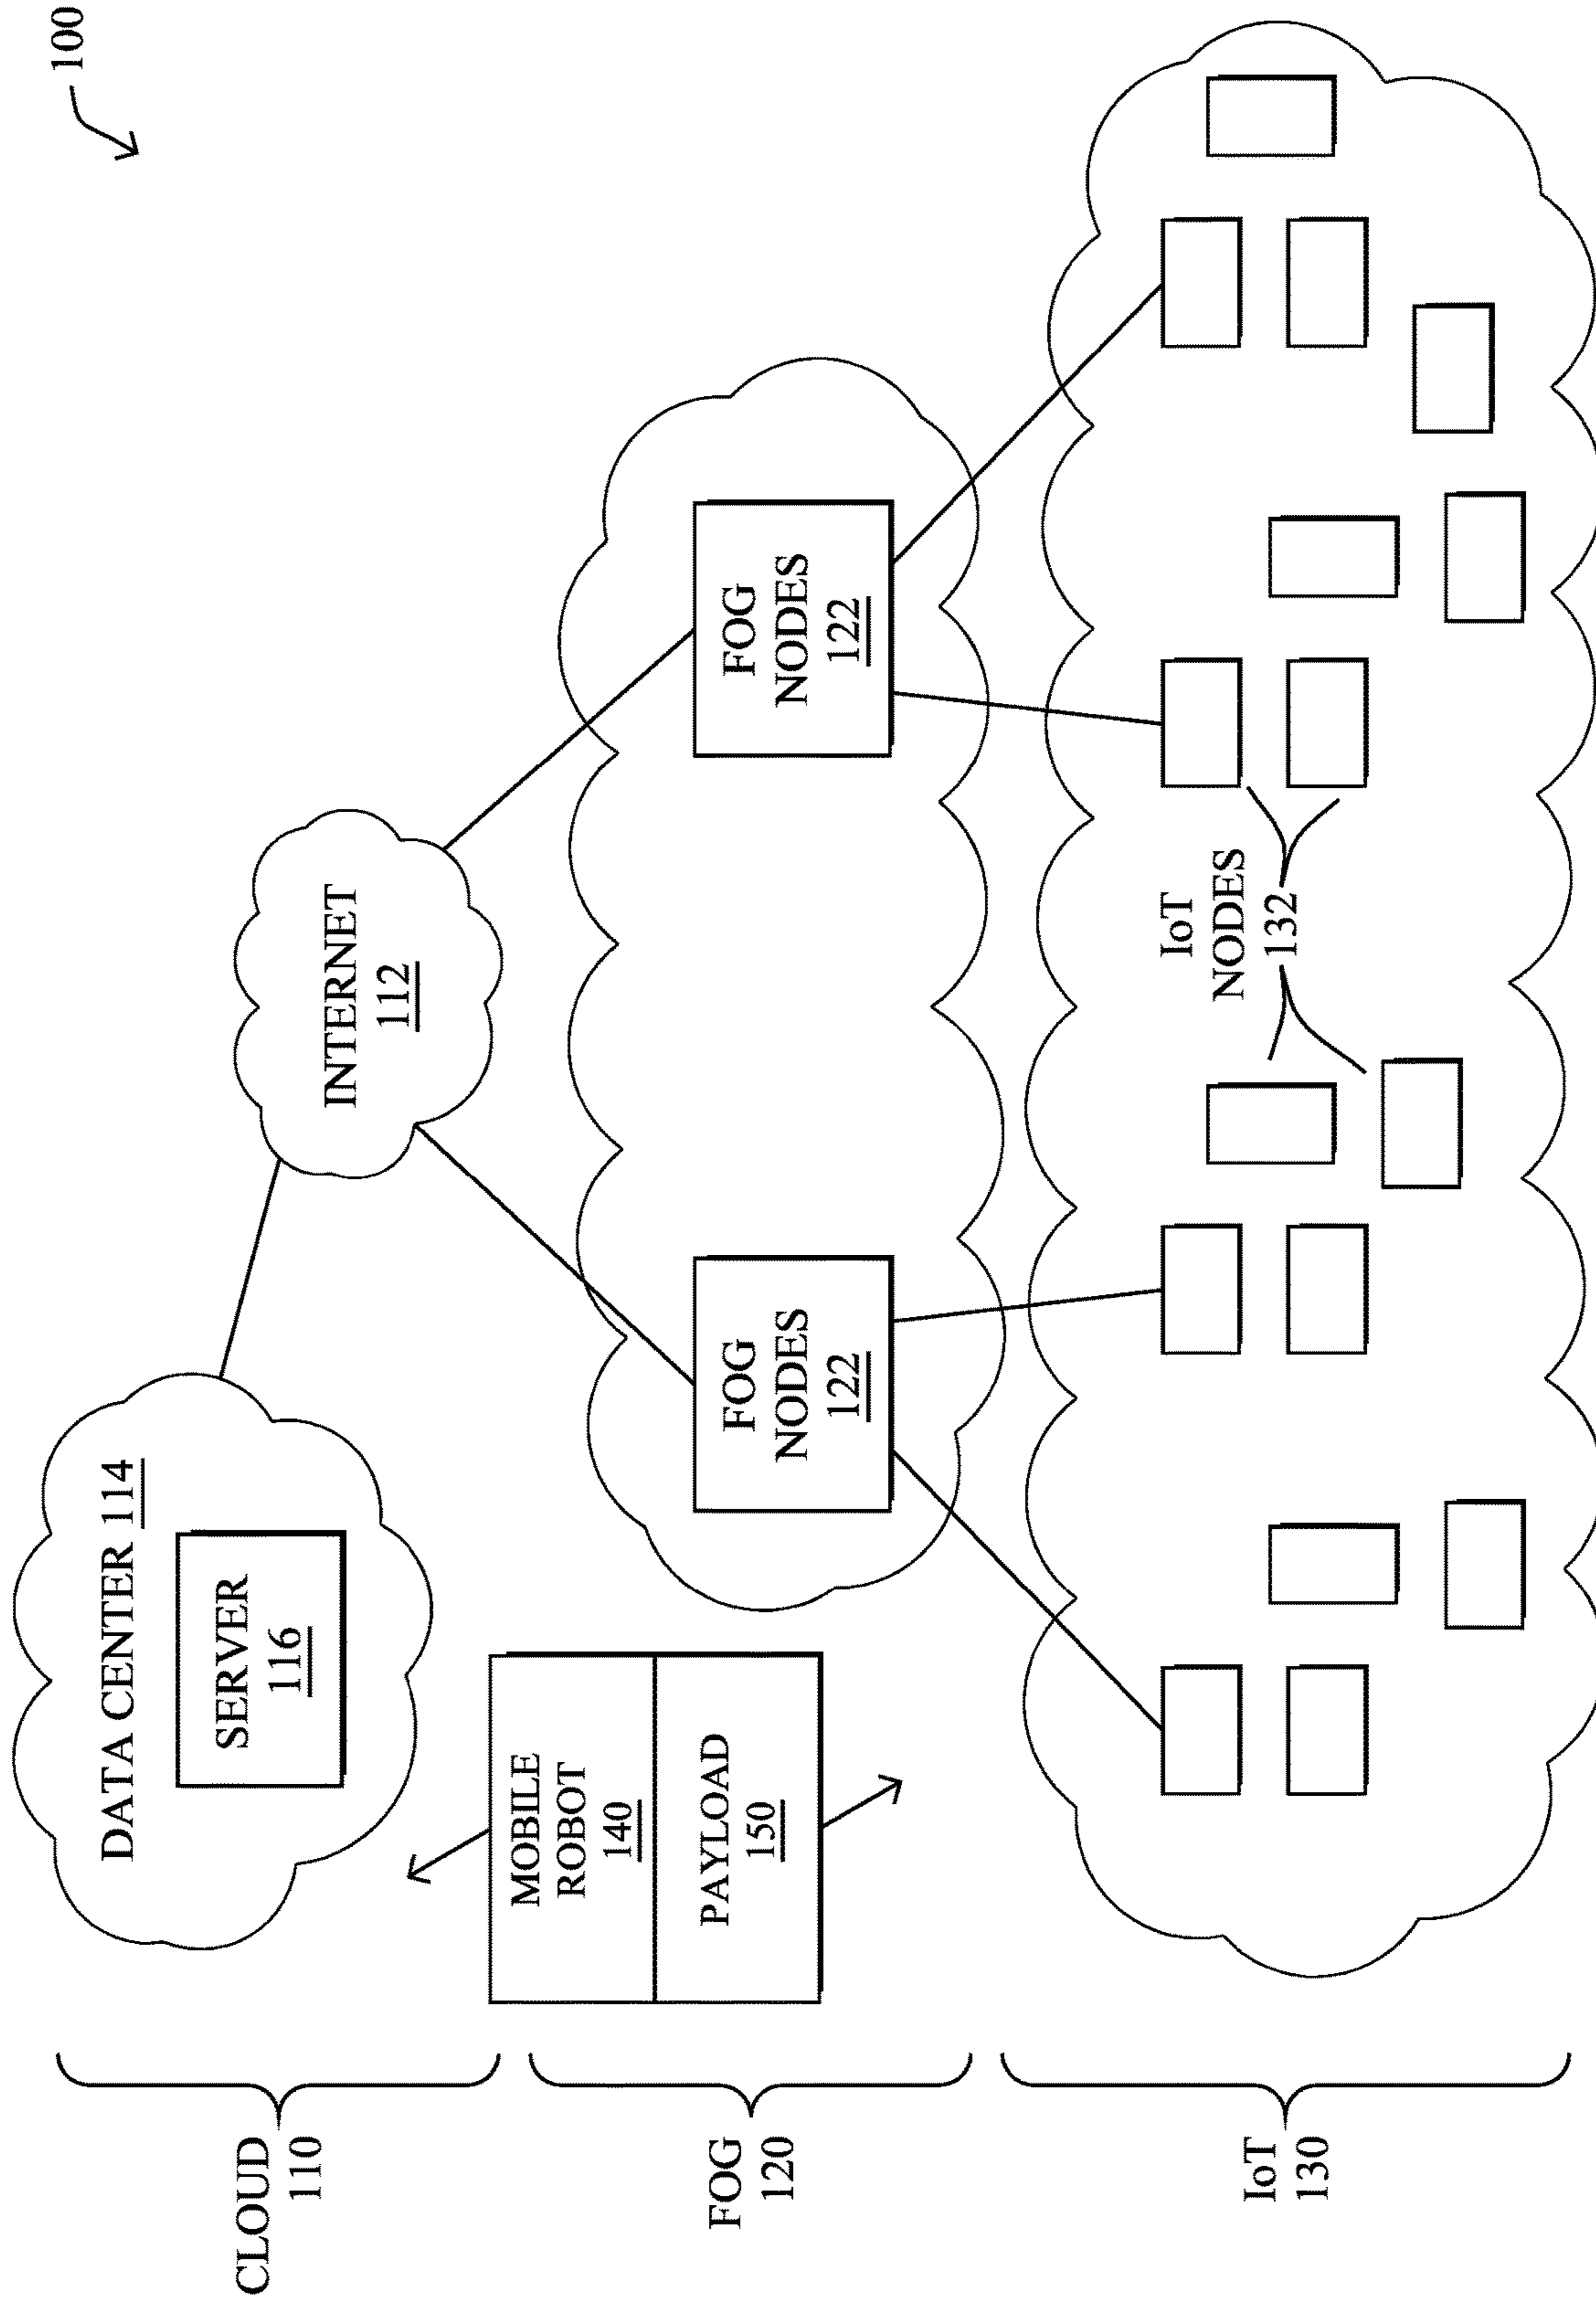 100
CLOUD
110
DATA CENTER 114
SERVER
116
INTERNET
112
FOG
120
MOBILE
ROBOT
140
PAYLOAD
150
FOG
NODES
122
FOG
NODES
122
IoT
130
IoT
NODES
132